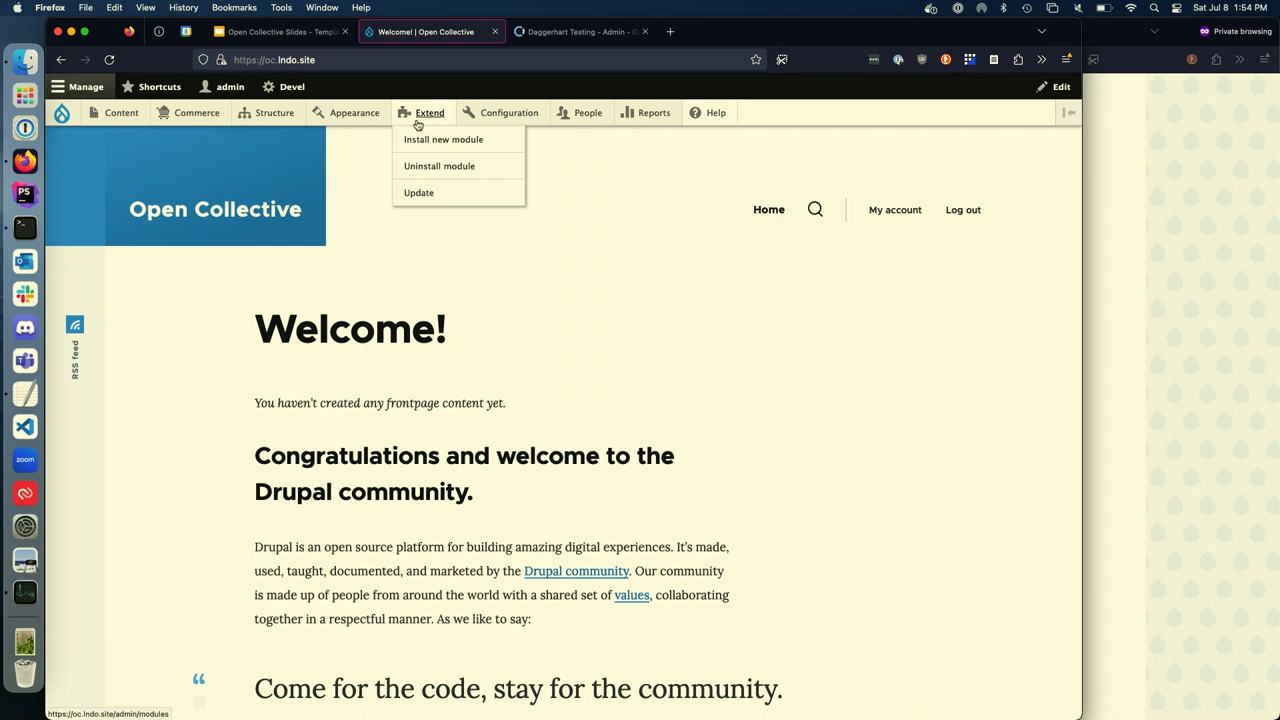 Firefox File Edit View History Bookmarks Tools Window Help Sat Jul 8 1:54 PM
Open Collective Slides - Templa Welcome! | Open Collective Daggerhart Testing - Admin - O Private browsing
https://oc.lndo.site
Manage Shortcuts admin Devel Edit
Content Commerce Structure Appearance Extend Configuration People Reports Help
Install new module
Uninstall module
Update
Open Collective
Home My account Log out
RSS feed
Welcome!
You haven’t created any frontpage content yet.
Congratulations and welcome to the
Drupal community.
Drupal is an open source platform for building amazing digital experiences. It’s made,
used, taught, documented, and marketed by the Drupal community. Our community
is made up of people from around the world with a shared set of values, collaborating
together in a respectful manner. As we like to say:
“
Come for the code, stay for the community.
zoom
PS
https://oc.lndo.site/admin/modules